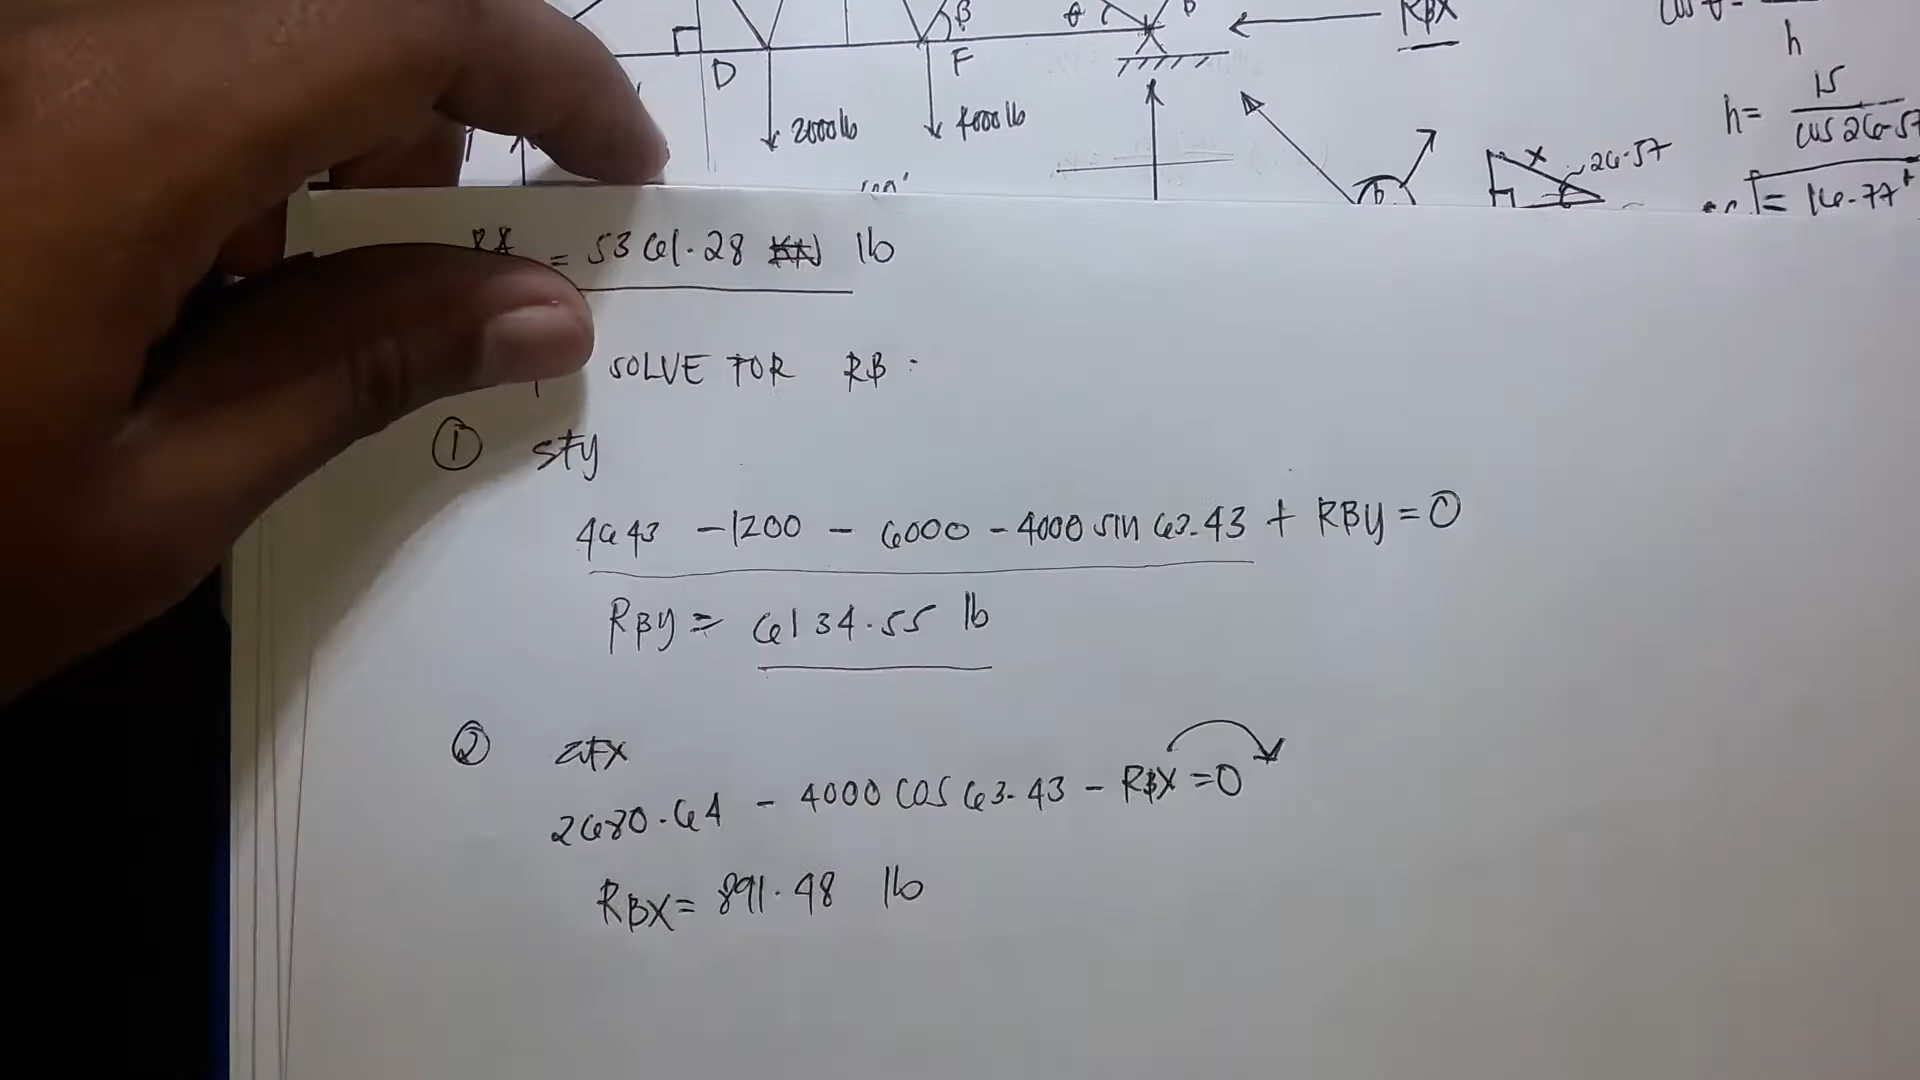 β θ β RBX
h
D F
2000 lb 4000 lb
h= 15
cos 26.57
x 26.57
= 16.77
= 5361.28 lb
SOLVE FOR RB :
① Σfy
4643 - 1200 - 6000 - 4000 sin 63.43 + RBY = 0
RBY = 6134.55 lb
② ΣFX
2680.64 - 4000 COS 63.43 - RBX = 0
RBX = 891.48 lb